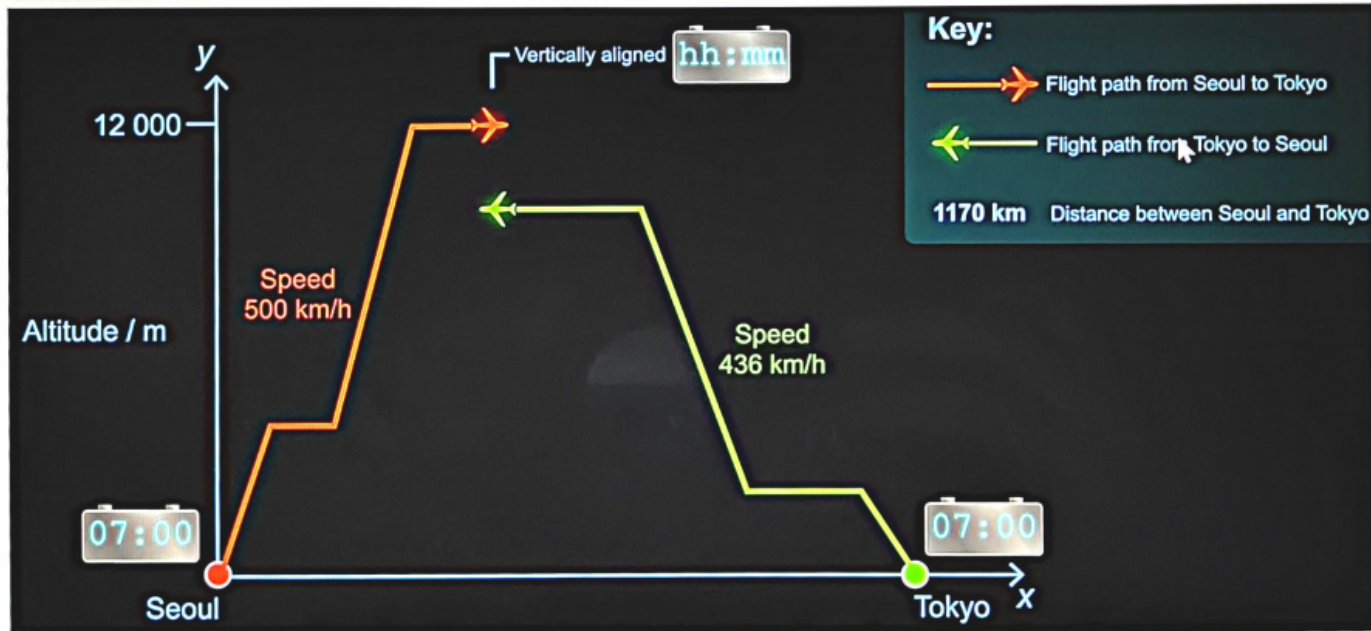 y
Vertically aligned
hh:mm
12 000
Speed
500 km/h
Altitude / m
Speed
436 km/h
07:00
07:00
Seoul
Tokyo
x
Key:
Flight path from Seoul to Tokyo
Flight path from Tokyo to Seoul
1170 km Distance between Seoul and Tokyo